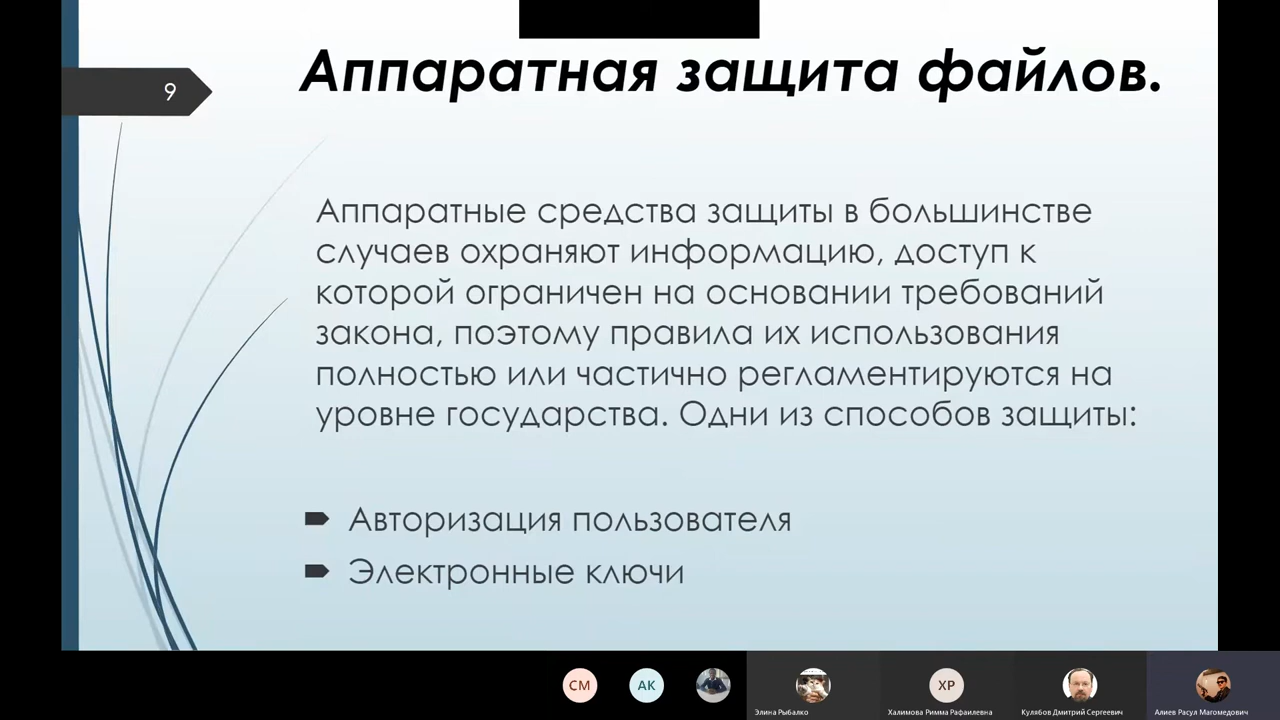 Аппаратная защита файлов.
9
Аппаратные средства защиты в большинстве
случаев охраняют информацию, доступ к
которой ограничен на основании требований
закона, поэтому правила их использования
полностью или частично регламентируются на
уровне государства. Одни из способов защиты:
Авторизация пользователя
Электронные ключи
СМ
АК
ХР
Элина Рыбалко
Халимова Римма Рафаилевна
Кулябов Дмитрий Сергеевич
Алиев Расул Магомедович